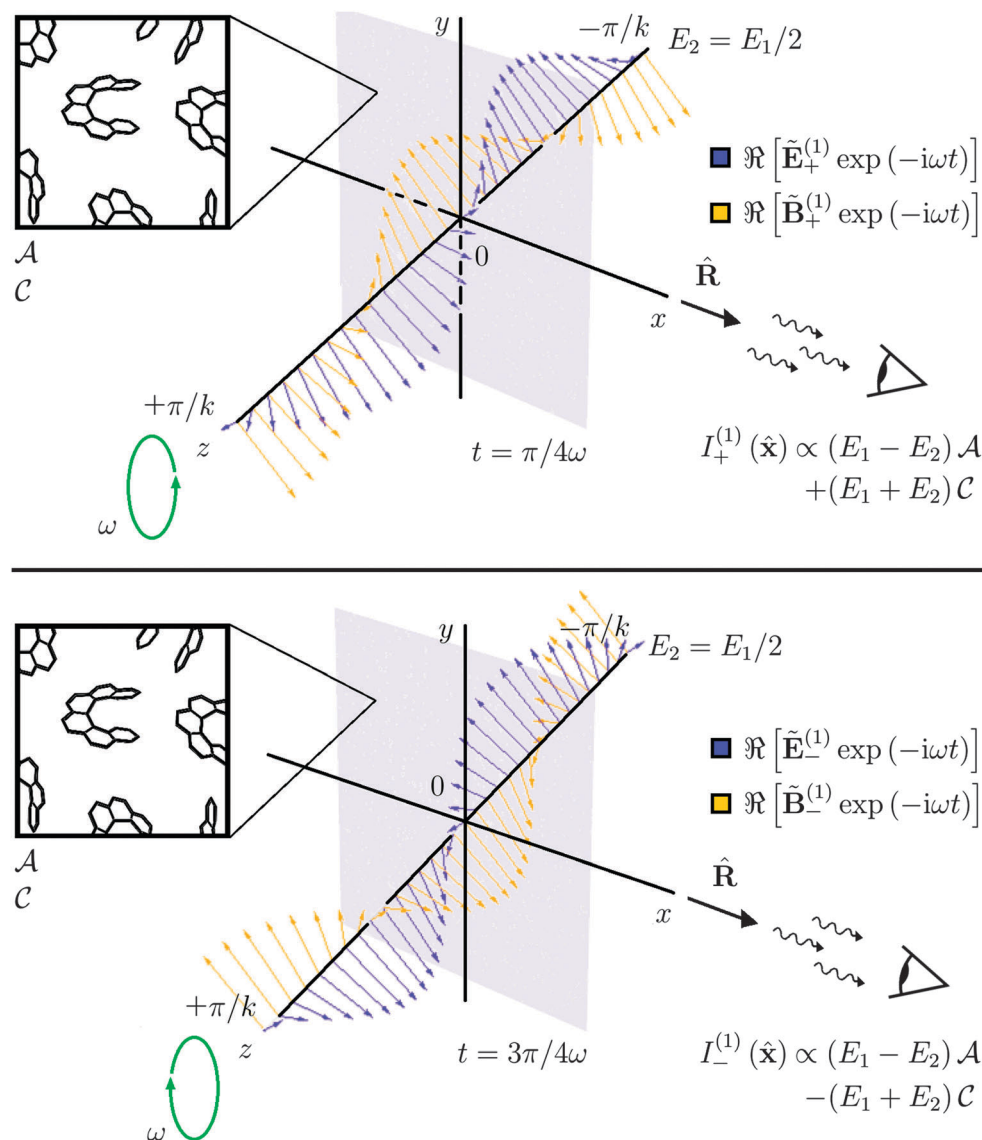 y
−π/k
E₂ = E₁/2
ℜ [Ẽ₊⁽¹⁾ exp (−iωt)]
ℜ [B̃₊⁽¹⁾ exp (−iωt)]
𝒜
𝒞
0
R̂
x
+π/k
z
t = π/4ω
ω
I₊⁽¹⁾ (x̂) ∝ (E₁ − E₂) 𝒜
+(E₁ + E₂) 𝒞
y
−π/k
E₂ = E₁/2
ℜ [Ẽ₋⁽¹⁾ exp (−iωt)]
ℜ [B̃₋⁽¹⁾ exp (−iωt)]
0
𝒜
𝒞
R̂
x
+π/k
z
t = 3π/4ω
ω
I₋⁽¹⁾ (x̂) ∝ (E₁ − E₂) 𝒜
−(E₁ + E₂) 𝒞